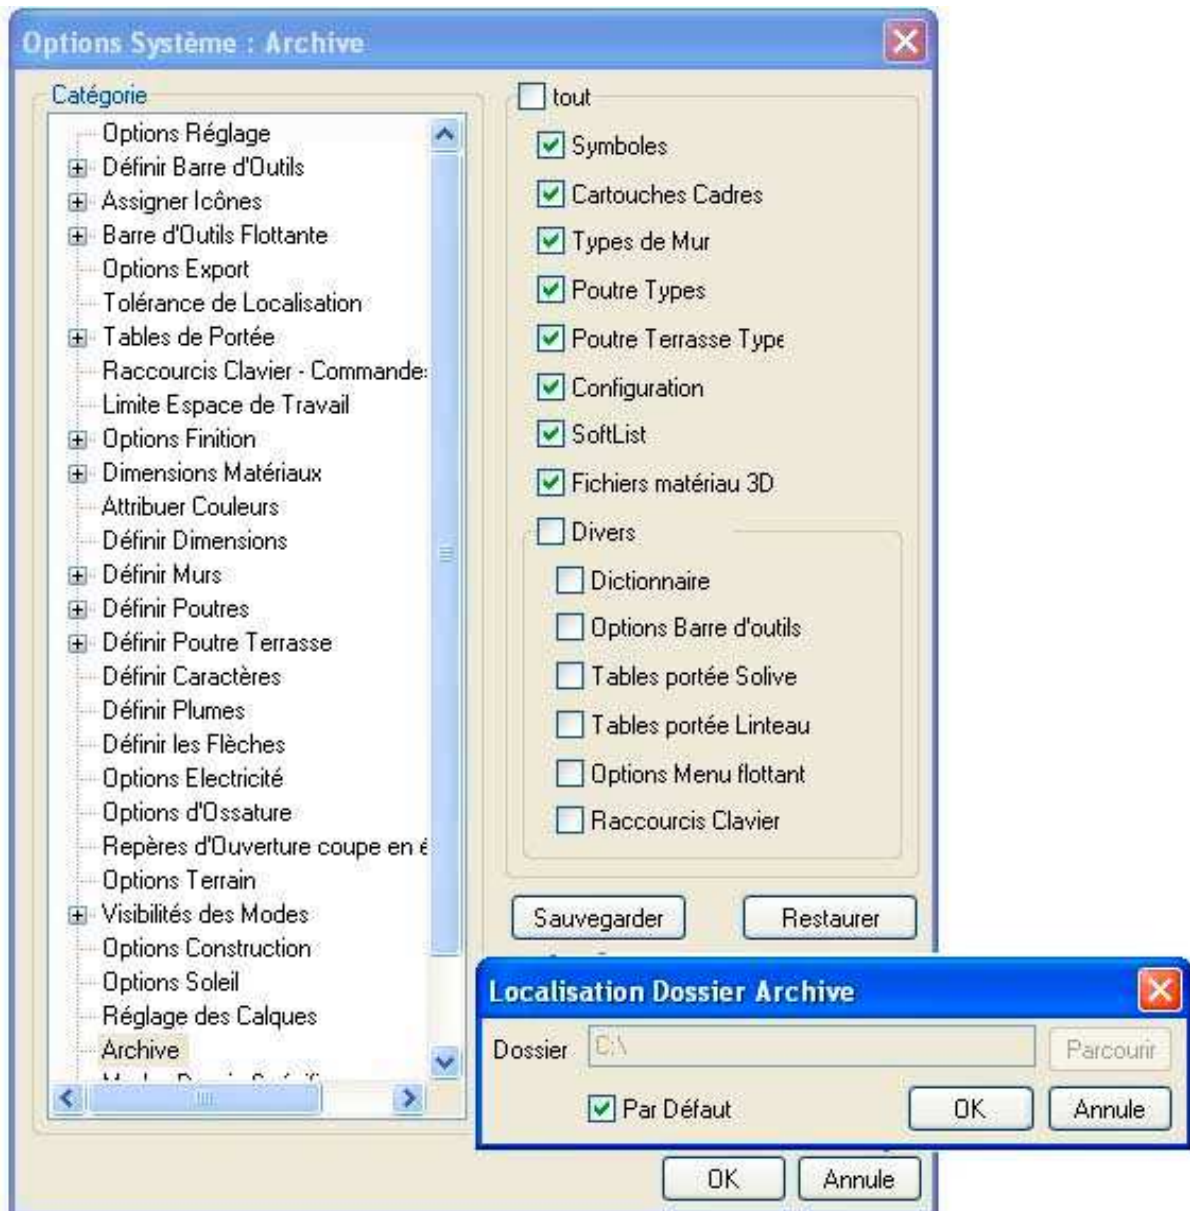 Options Système : Archive
Catégorie
Options Réglage
Définir Barre d'Outils
Assigner Icônes
Barre d'Outils Flottante
Options Export
Tolérance de Localisation
Tables de Portée
Raccourcis Clavier - Commandes
Limite Espace de Travail
Options Finition
Dimensions Matériaux
Attribuer Couleurs
Définir Dimensions
Définir Murs
Définir Poutres
Définir Poutre Terrasse
Définir Caractères
Définir Plumes
Définir les Flèches
Options Electricité
Options d'Ossature
Repères d'Ouverture coupe en é
Options Terrain
Visibilités des Modes
Options Construction
Options Soleil
Réglage des Calques
Archive
tout
Symboles
Cartouches Cadres
Types de Mur
Poutre Types
Poutre Terrasse Type
Configuration
SoftList
Fichiers matériau 3D
Divers
Dictionnaire
Options Barre d'outils
Tables portée Solive
Tables portée Linteau
Options Menu flottant
Raccourcis Clavier
Sauvegarder Restaurer
Localisation Dossier Archive
Dossier C:\ Parcourir
Par Défaut OK Annule
OK Annule